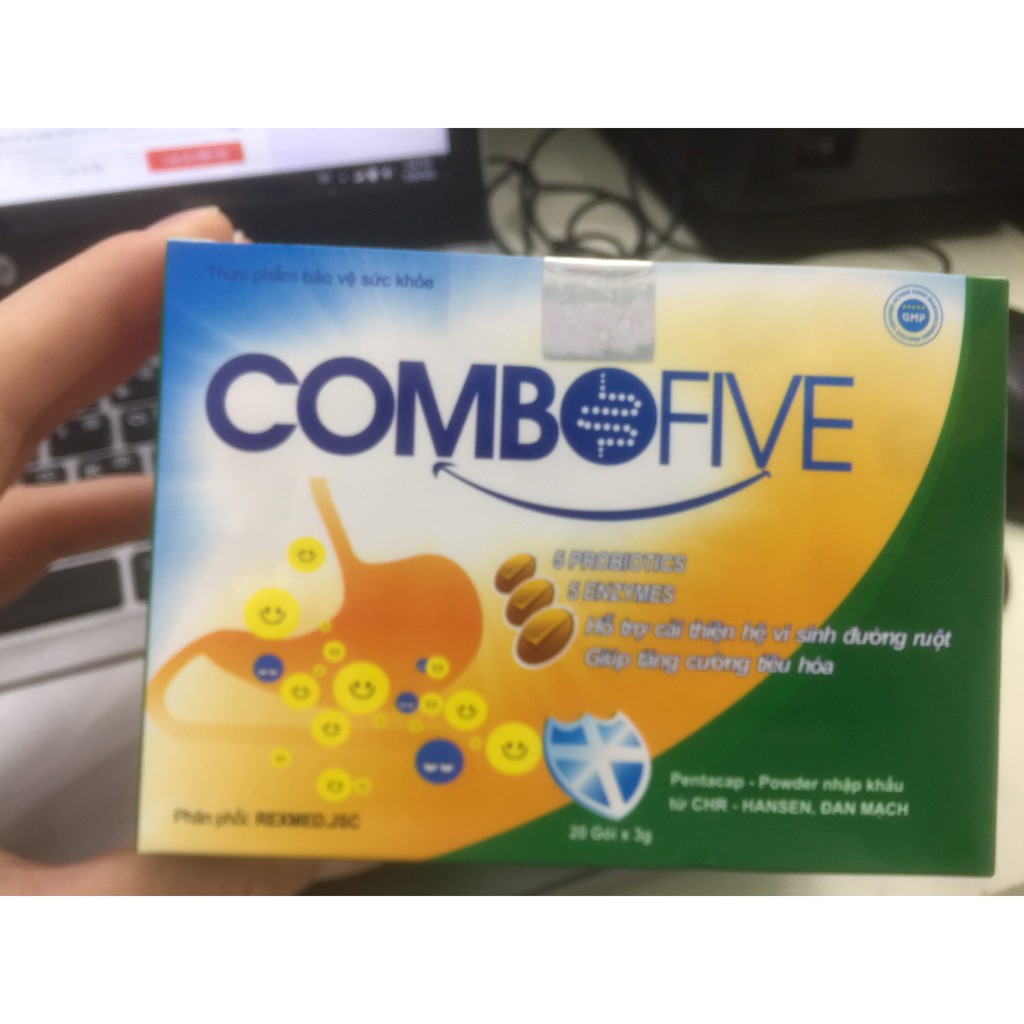 Thực phẩm bảo vệ sức khỏe
GMP
COMBOFIVE
5 PROBIOTICS
5 ENZYMES
Hỗ trợ cải thiện hệ vi sinh đường ruột
Giúp tăng cường tiêu hóa
Pentacap - Powder nhập khẩu
từ CHR - HANSEN, ĐAN MẠCH
Phân phối: REXMED.,JSC
20 Gói x 3g